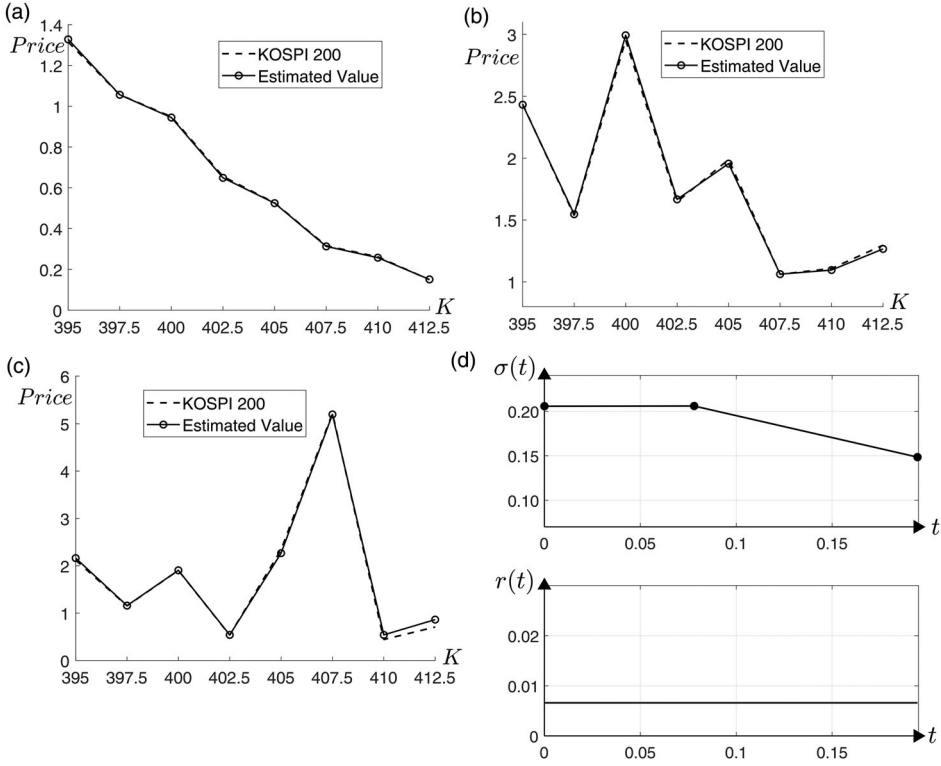 (a)
Price
1.4
1.2
1
0.8
0.6
0.4
0.2
0
395 397.5 400 402.5 405 407.5 410 412.5
K
KOSPI 200
Estimated Value
(b)
Price
3
2.5
2
1.5
1
395 397.5 400 402.5 405 407.5 410 412.5
K
KOSPI 200
Estimated Value
(c)
Price
6
5
4
3
2
1
0
395 397.5 400 402.5 405 407.5 410 412.5
K
KOSPI 200
Estimated Value
(d)
σ(t)
0.20
0.15
0.10
0 0.05 0.1 0.15
t
r(t)
0.02
0.01
0
0 0.05 0.1 0.15
t